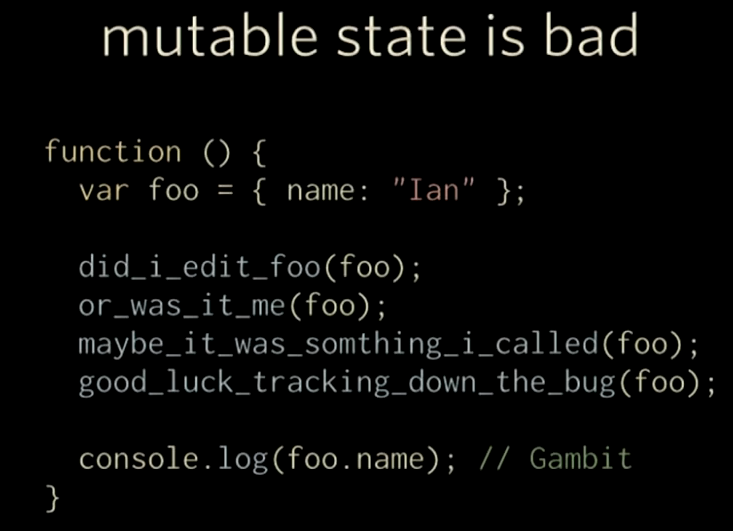 mutable state is bad
function () {
var foo = { name: "Ian" };
did_i_edit_foo(foo);
or_was_it_me(foo);
maybe_it_was_somthing_i_called(foo);
good_luck_tracking_down_the_bug(foo);
console.log(foo.name); // Gambit
}